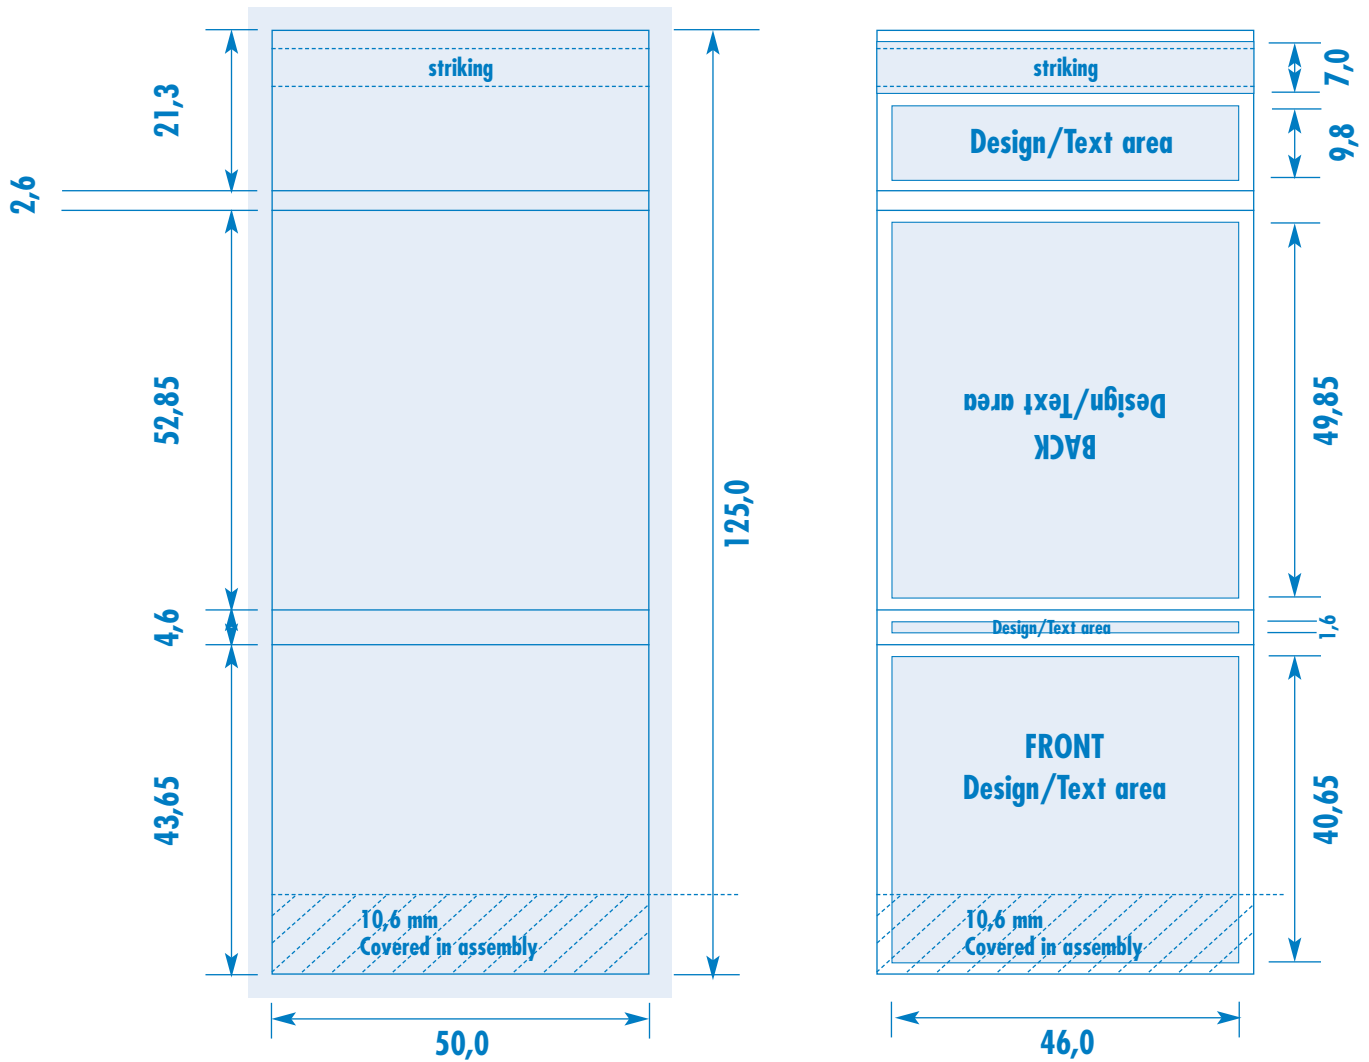 striking
21,3
2,6
52,85
125,0
4,6
43,65
10,6 mm
Covered in assembly
50,0
striking
7,0
Design/Text area
9,8
BACK
Design/Text area
49,85
Design/Text area
1,6
FRONT
Design/Text area
40,65
10,6 mm
Covered in assembly
46,0